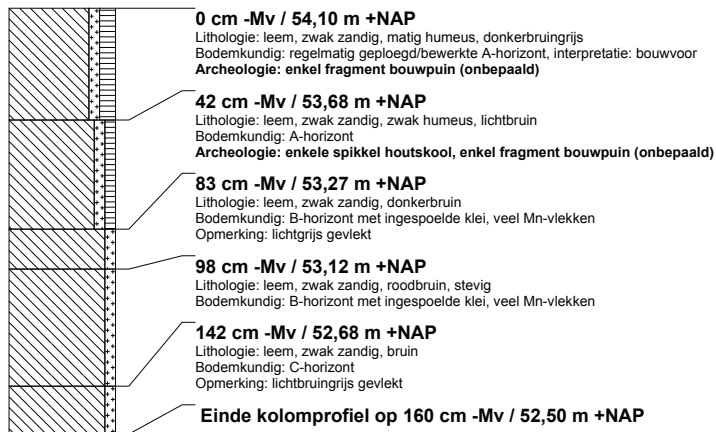 0 cm -Mv / 54,10 m +NAP
Lithologie: leem, zwak zandig, matig humeus, donkerbruingrijs
Bodemkundig: regelmatig geploegd/bewerkte A-horizont, interpretatie: bouwvoor
Archeologie: enkel fragment bouwpuin (onbepaald)
42 cm -Mv / 53,68 m +NAP
Lithologie: leem, zwak zandig, zwak humeus, lichtbruin
Bodemkundig: A-horizont
Archeologie: enkele spikkel houtskool, enkel fragment bouwpuin (onbepaald)
83 cm -Mv / 53,27 m +NAP
Lithologie: leem, zwak zandig, donkerbruin
Bodemkundig: B-horizont met ingespoelde klei, veel Mn-vlekken
Opmerking: lichtgrijs gevlekt
98 cm -Mv / 53,12 m +NAP
Lithologie: leem, zwak zandig, roodbruin, stevig
Bodemkundig: B-horizont met ingespoelde klei, veel Mn-vlekken
142 cm -Mv / 52,68 m +NAP
Lithologie: leem, zwak zandig, bruin
Bodemkundig: C-horizont
Opmerking: lichtbruingrijs gevlekt
Einde kolomprofiel op 160 cm -Mv / 52,50 m +NAP